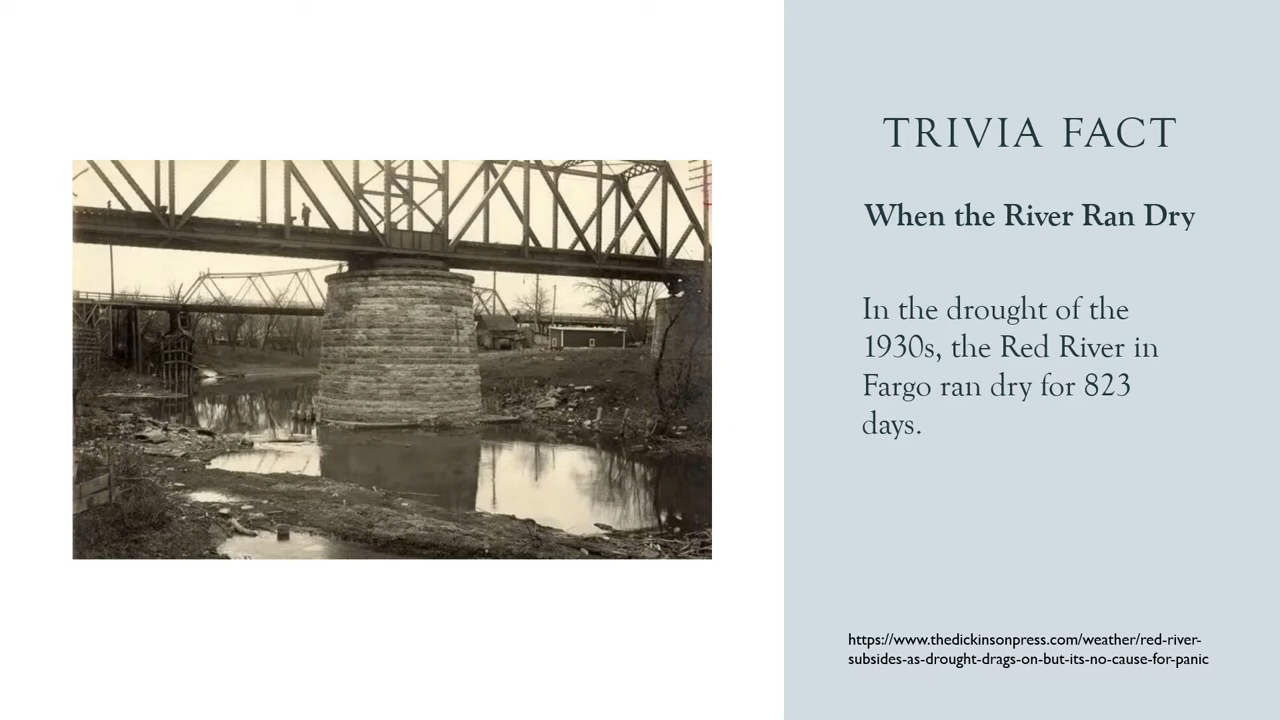 TRIVIA FACT
When the River Ran Dry
In the drought of the
1930s, the Red River in
Fargo ran dry for 823
days.
https://www.thedickinsonpress.com/weather/red-river-
subsides-as-drought-drags-on-but-its-no-cause-for-panic